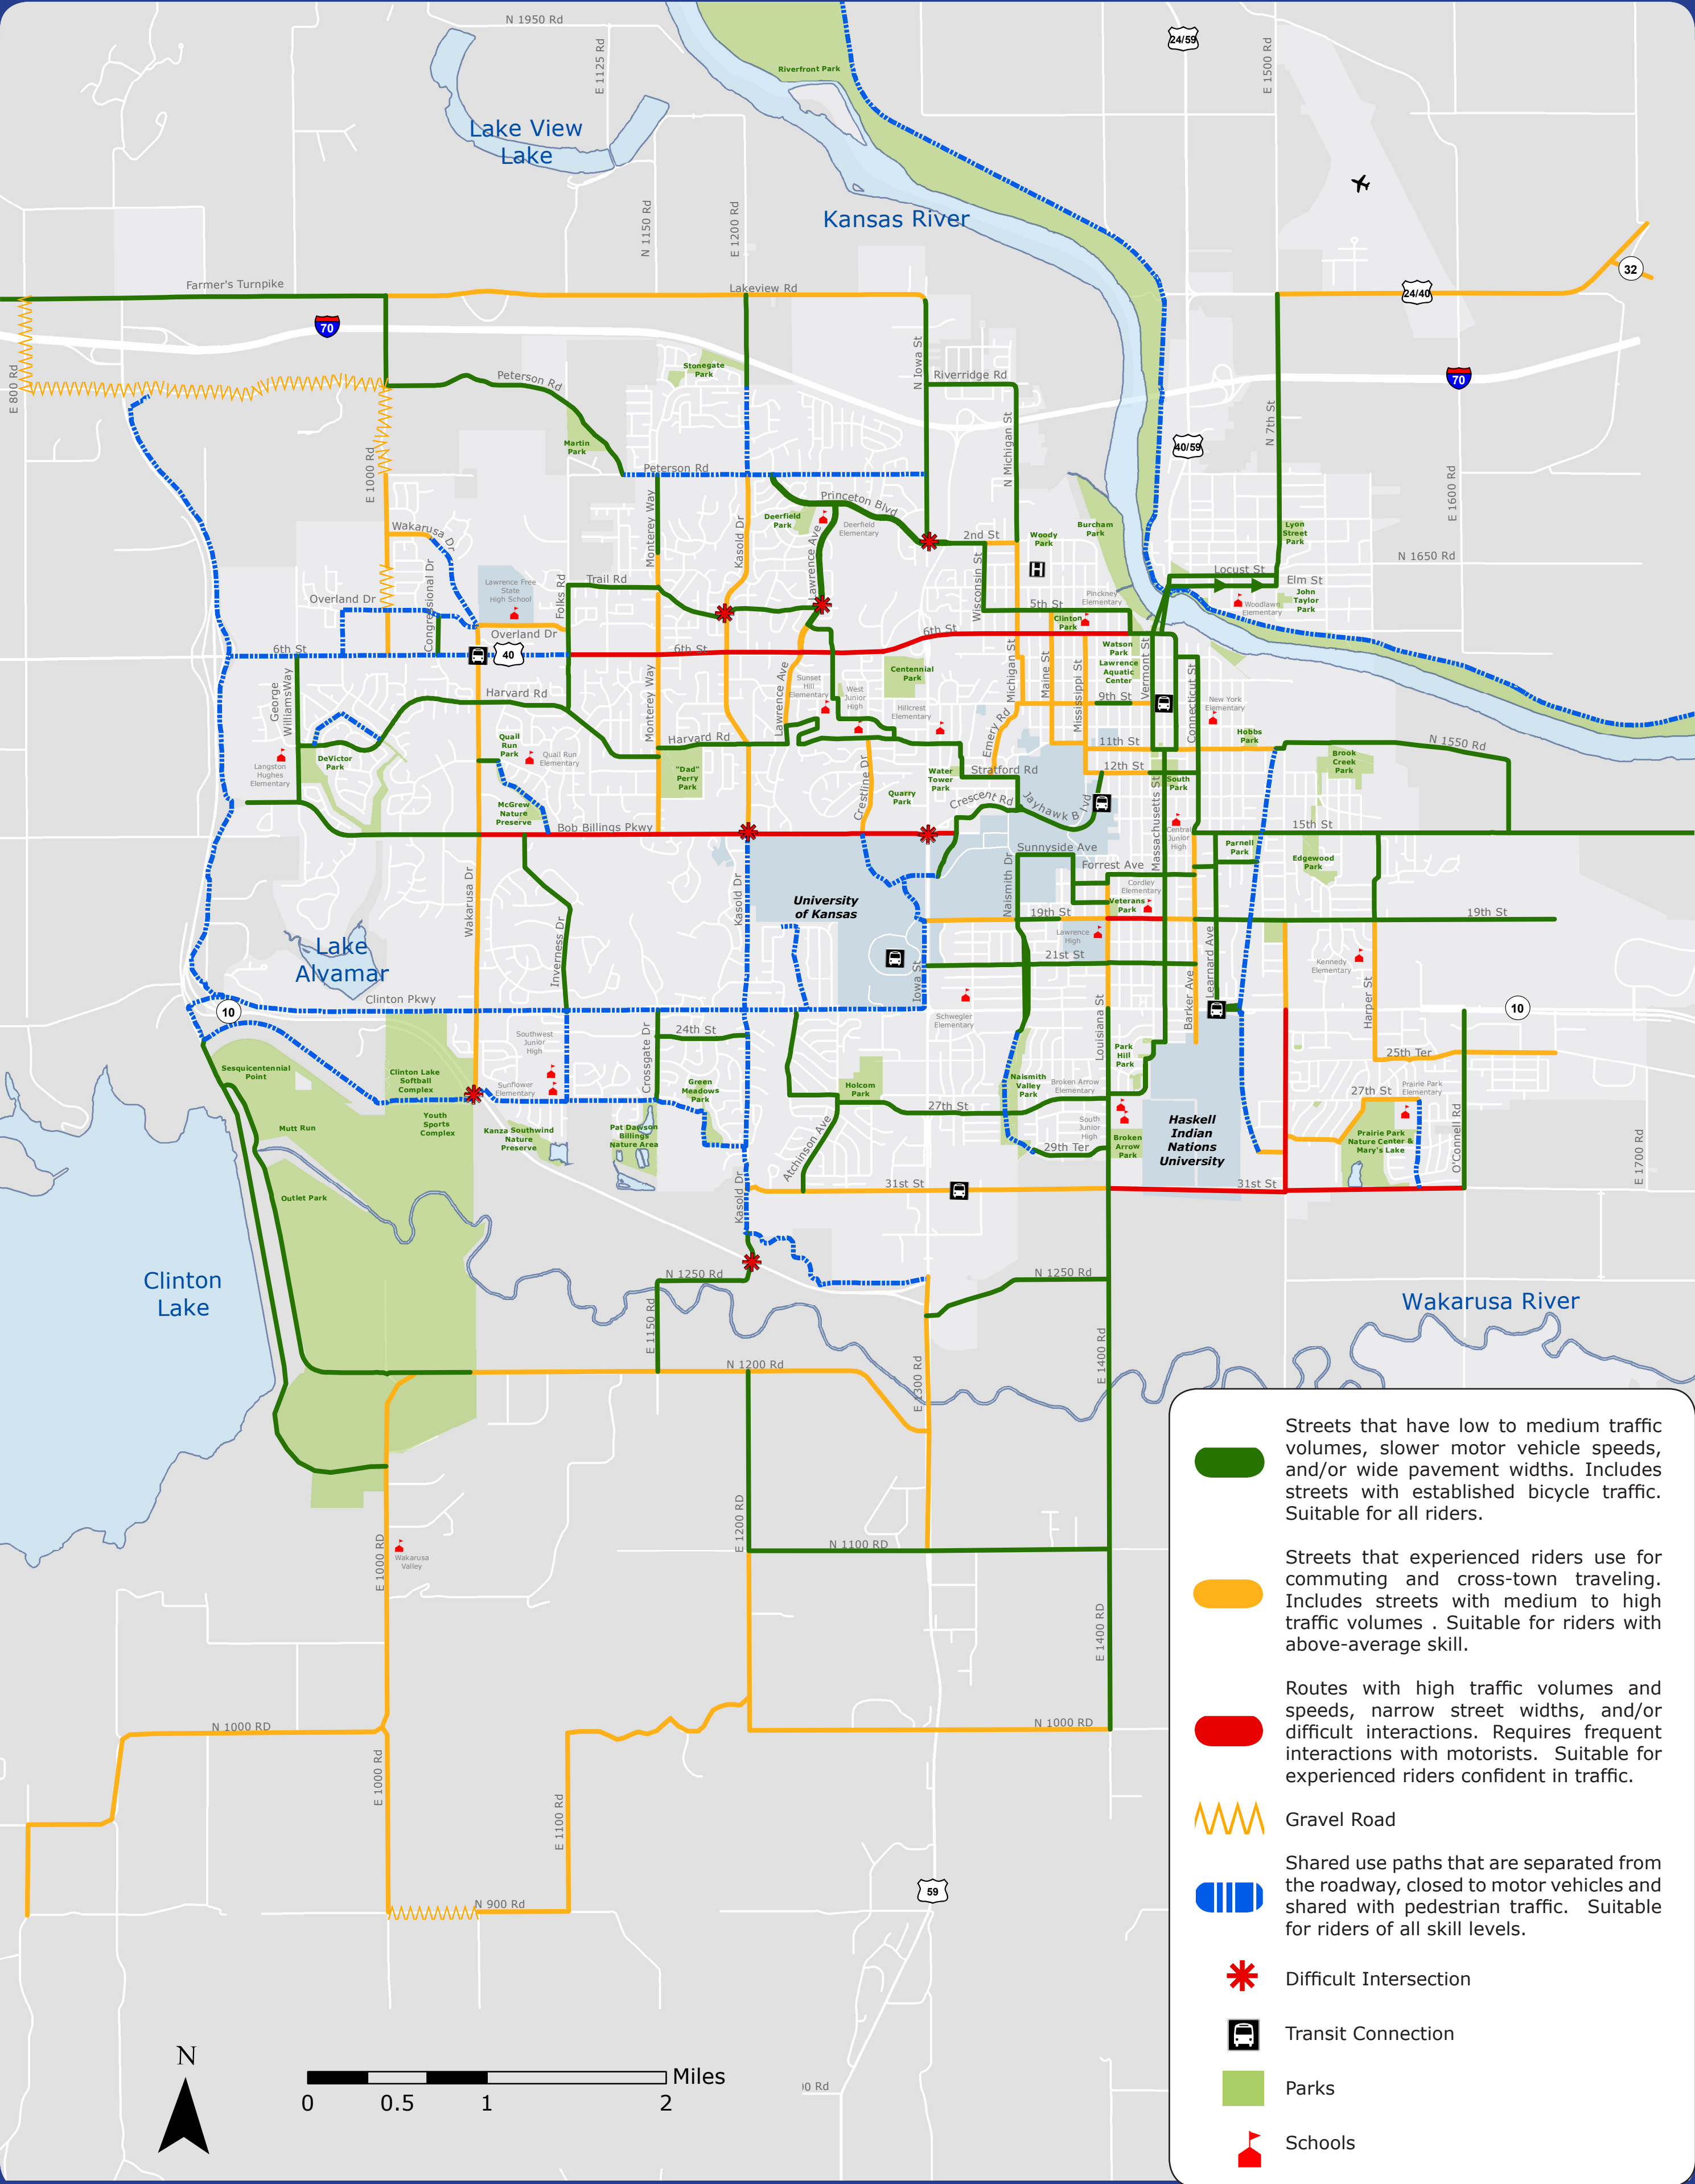 N 1950 Rd
24/59
E 1125 Rd
E 1500 Rd
Riverfront Park
Lake View
Lake
Kansas River
N 1150 Rd
E 1200 Rd
32
Farmer's Turnpike
Lakeview Rd
24/40
70
E 800 Rd
N Iowa St
Stonegate
Park
Peterson Rd
Riverridge Rd
70
N 7th St
N Michigan St
40/59
Martin
Park
E 1000 Rd
Peterson Rd
E 1600 Rd
Monterey Way
Kasold Dr
Princeton Blvd
Deerfield
Park
Deerfield
Elementary
Lawrence Ave
Wakarusa Dr
2nd St
Woody
Park
Burcham
Park
Lyon
Street
Park
N 1650 Rd
H
Congressional Dr
Lawrence Free
State
High School
Folks Rd
Trail Rd
Wisconsin St
Pinckney
Elementary
Locust St
Elm St
Woodlawn
Elementary
John
Taylor
Park
Overland Dr
5th St
Clinton
Park
Overland Dr
6th St
40
6th St
6th St
Michigan St
Maine St
Mississippi St
Watson
Park
Lawrence
Aquatic
Center
Vermont St
Connecticut St
Centennial
Park
George
WilliamsWay
Harvard Rd
Monterey Way
Lawrence Ave
Sunset
Hill
Elementary
West
Junior
High
Hillcrest
Elementary
9th St
New York
Elementary
Emery Rd
Hobbs
Park
Quail
Run
Park
Quail Run
Elementary
Harvard Rd
11th St
N 1550 Rd
Langston
Hughes
Elementary
DeVictor
Park
"Dad"
Perry
Park
Crestline Dr
Water
Tower
Park
Stratford Rd
12th St
South
Park
Brook
Creek
Park
Quarry
Park
Crescent Rd
Jayhawk Blvd
McGrew
Nature
Preserve
Bob Billings Pkwy
Massachusetts St
Central
Junior
High
15th St
Sunnyside Ave
Parnell
Park
Edgewood
Park
Wakarusa Dr
Kasold Dr
Naismith Dr
Forrest Ave
Cordley
Elementary
University
of Kansas
Veterans
Park
19th St
19th St
Inverness Dr
Lawrence
High
Learnard Ave
Lake
Alvamar
21st St
Kennedy
Elementary
Iowa St
Barker Ave
Harper St
Clinton Pkwy
10
10
Schwegler
Elementary
Louisiana St
Southwest
Junior
High
Crossgate Dr
24th St
Park
Hill
Park
25th Ter
Sesquicentennial
Point
Clinton Lake
Softball
Complex
Sunflower
Elementary
Green
Meadows
Park
Holcom
Park
Naismith
Valley
Park
Broken Arrow
Elementary
27th St
Prairie Park
Elementary
27th St
Mutt Run
Youth
Sports
Complex
Kanza Southwind
Nature
Preserve
Pat Dawson
Billings
Nature Area
Atchinson Ave
South
Junior
High
29th Ter
Broken
Arrow
Park
Haskell
Indian
Nations
University
Prairie Park
Nature Center &
Mary's Lake
O'Connell Rd
E 1700 Rd
Outlet Park
Kasold Dr
31st St
31st St
Clinton
Lake
N 1250 Rd
N 1250 Rd
Wakarusa River
E 1150 Rd
N 1200 Rd
E 1300 Rd
E 1400 Rd
E 1200 RD
N 1100 RD
E 1000 RD
Wakarusa
Valley
E 1400 RD
N 1000 RD
N 1000 RD
E 1000 Rd
E 1100 Rd
N 900 Rd
59
00 Rd
N
Miles
0
0.5
1
2
Streets that have low to medium traffic
volumes, slower motor vehicle speeds,
and/or wide pavement widths. Includes
streets with established bicycle traffic.
Suitable for all riders.
Streets that experienced riders use for
commuting and cross-town traveling.
Includes streets with medium to high
traffic volumes . Suitable for riders with
above-average skill.
Routes with high traffic volumes and
speeds, narrow street widths, and/or
difficult interactions. Requires frequent
interactions with motorists. Suitable for
experienced riders confident in traffic.
Gravel Road
Shared use paths that are separated from
the roadway, closed to motor vehicles and
shared with pedestrian traffic. Suitable
for riders of all skill levels.
Difficult Intersection
Transit Connection
Parks
Schools